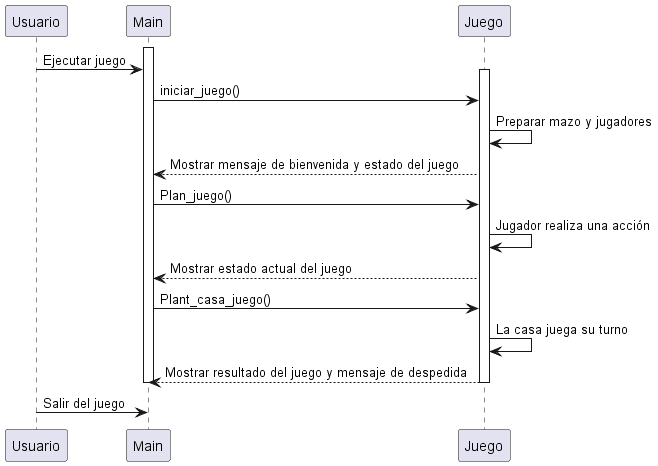 Usuario Main Juego
Ejecutar juego
iniciar_juego()
Preparar mazo y jugadores
Mostrar mensaje de bienvenida y estado del juego
Plan_juego()
Jugador realiza una acción
Mostrar estado actual del juego
Plant_casa_juego()
La casa juega su turno
Mostrar resultado del juego y mensaje de despedida
Salir del juego
Usuario Main Juego